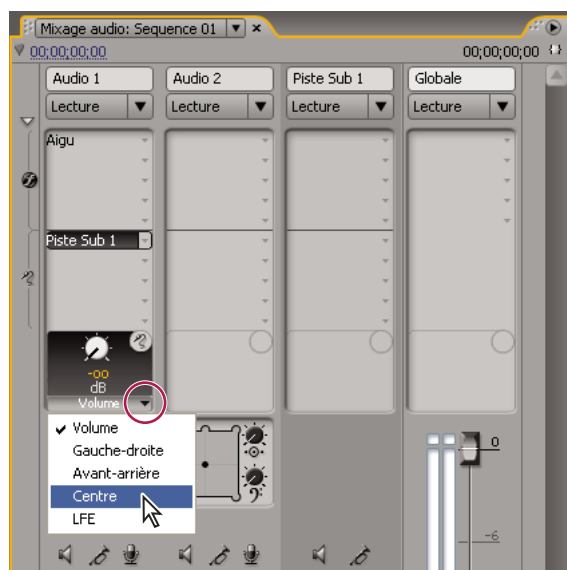 Mixage audio: Sequence 01
00;00;00;00 00;00;00;00
Audio 1 Audio 2 Piste Sub 1 Globale
Lecture Lecture Lecture Lecture
Aigu
Piste Sub 1
-oo
dB
Volume
Volume
Gauche-droite
Avant-arrière
Centre
LFE
0
-6